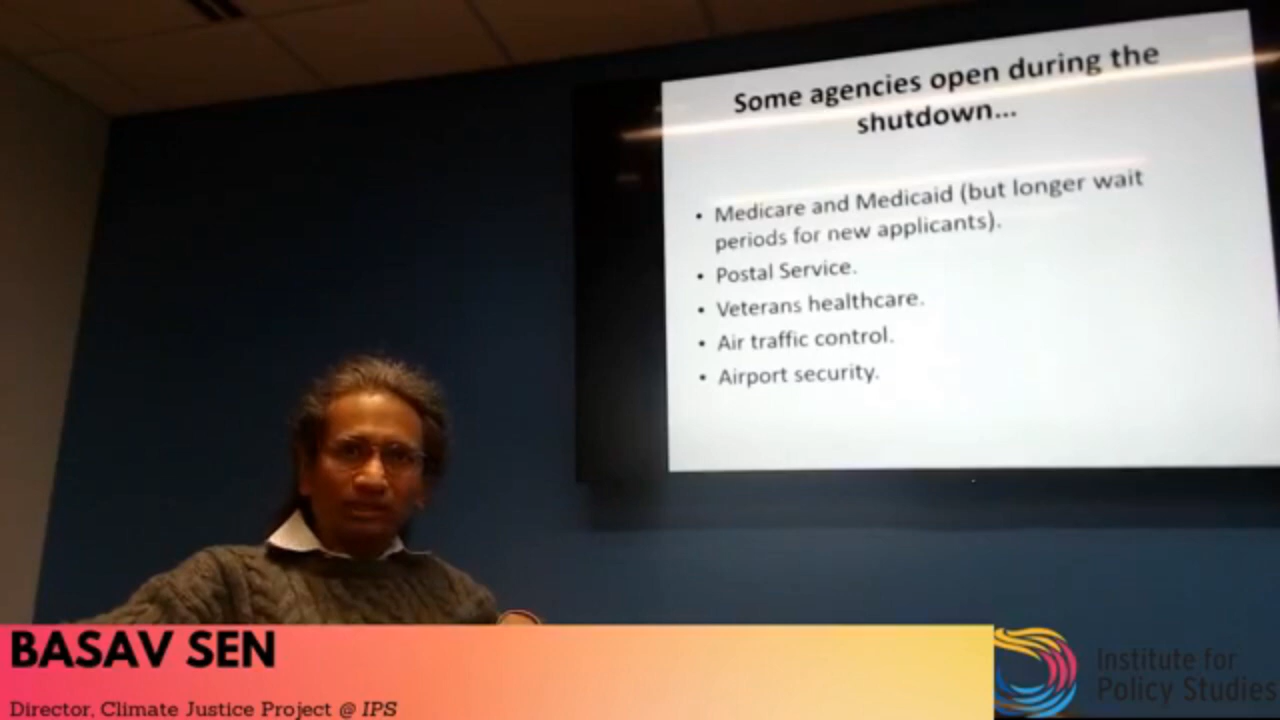 Some agencies open during the
shutdown...
• Medicare and Medicaid (but longer wait
periods for new applicants).
• Postal Service.
• Veterans healthcare.
• Air traffic control.
• Airport security.
BASAV SEN
Director, Climate Justice Project @ IPS
Institute for
Policy Studies